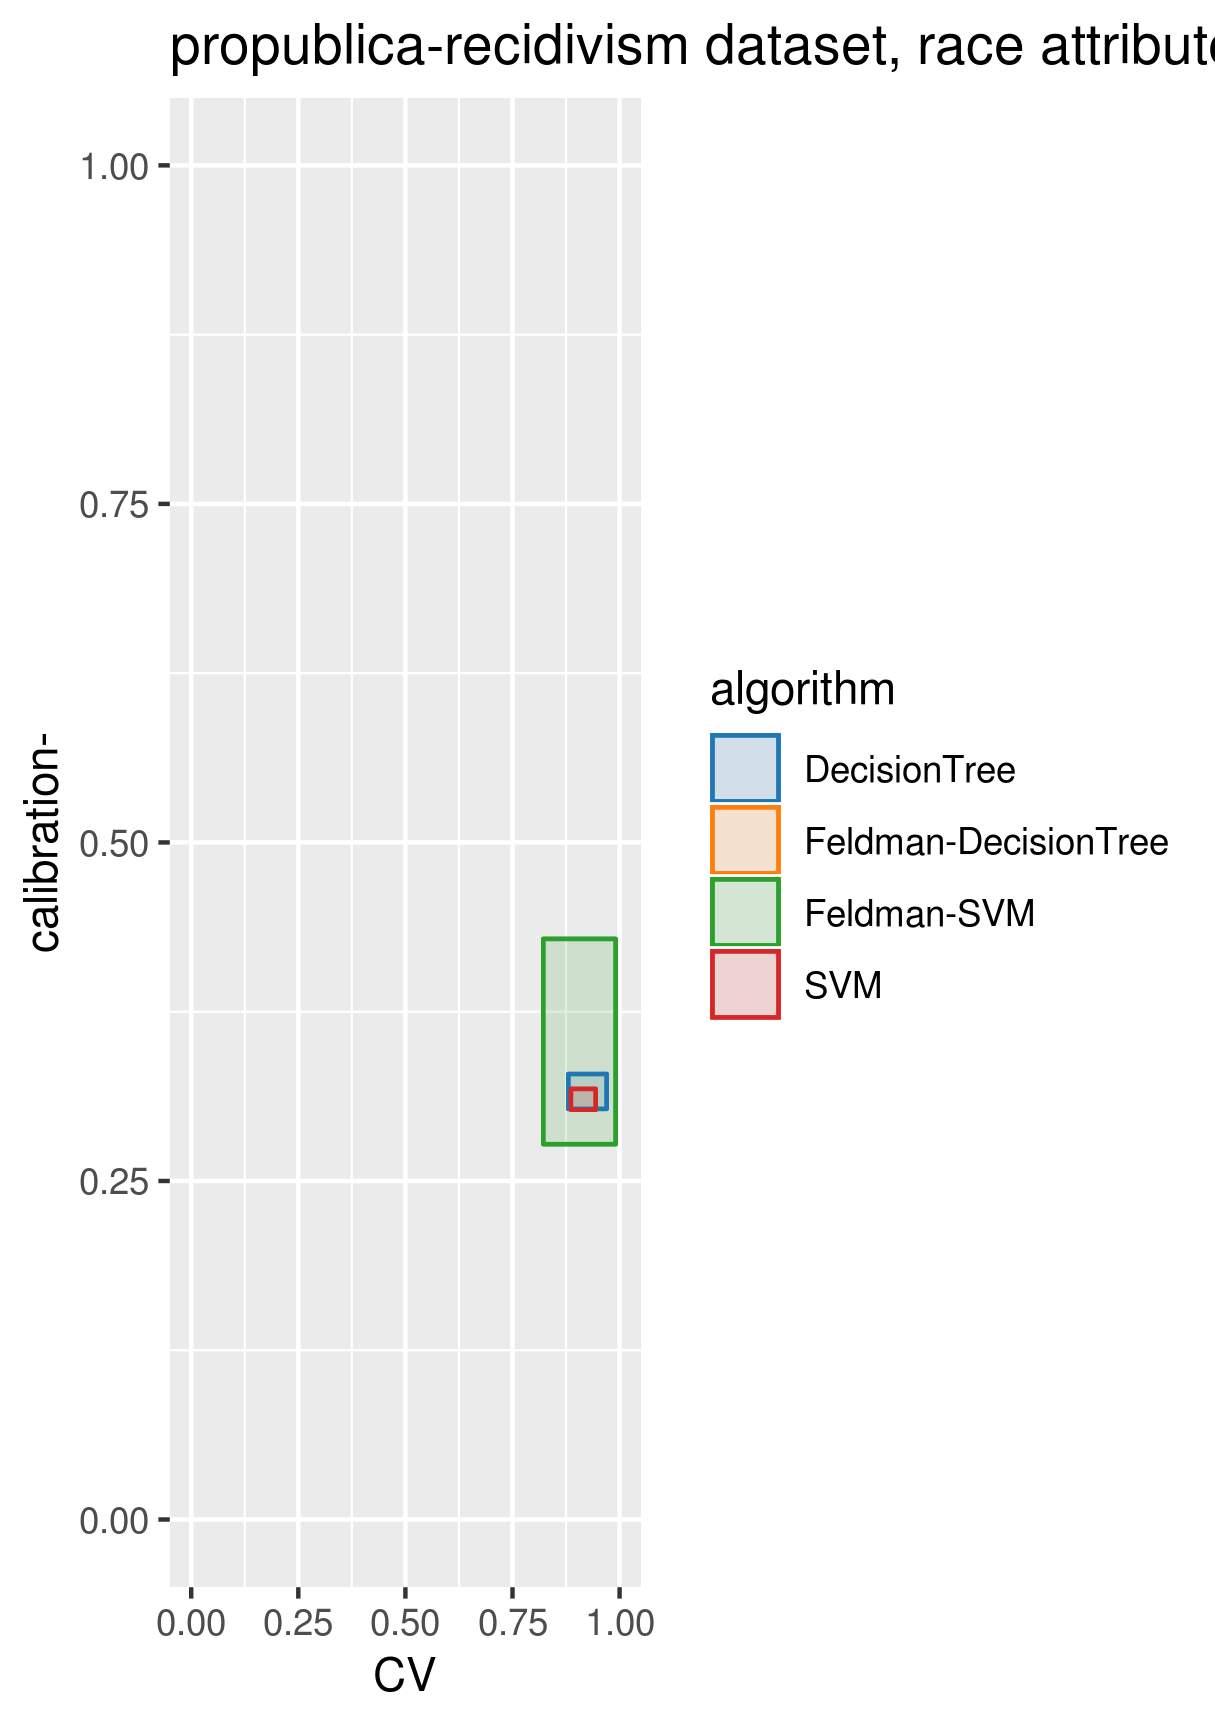 propublica-recidivism dataset, race attribute
1.00
0.75
0.50
0.25
0.00
calibration-
0.00 0.25 0.50 0.75 1.00
CV
algorithm
DecisionTree
Feldman-DecisionTree
Feldman-SVM
SVM